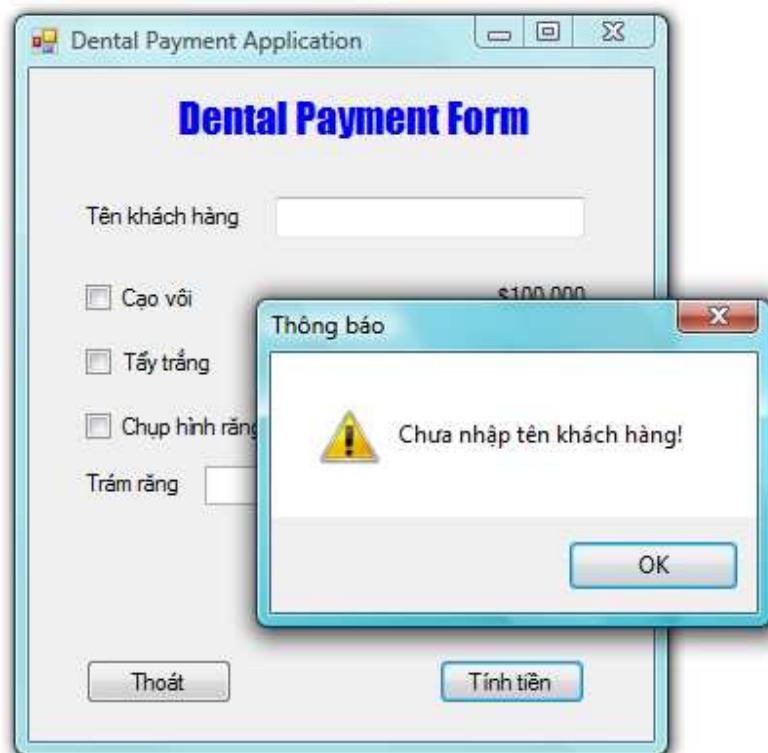 Dental Payment Application
Dental Payment Form
Tên khách hàng
Cạo vôi $100.000
Thông báo
Tẩy trắng
Chưa nhập tên khách hàng!
Chụp hình răng
Trám răng
OK
Thoát
Tính tiền